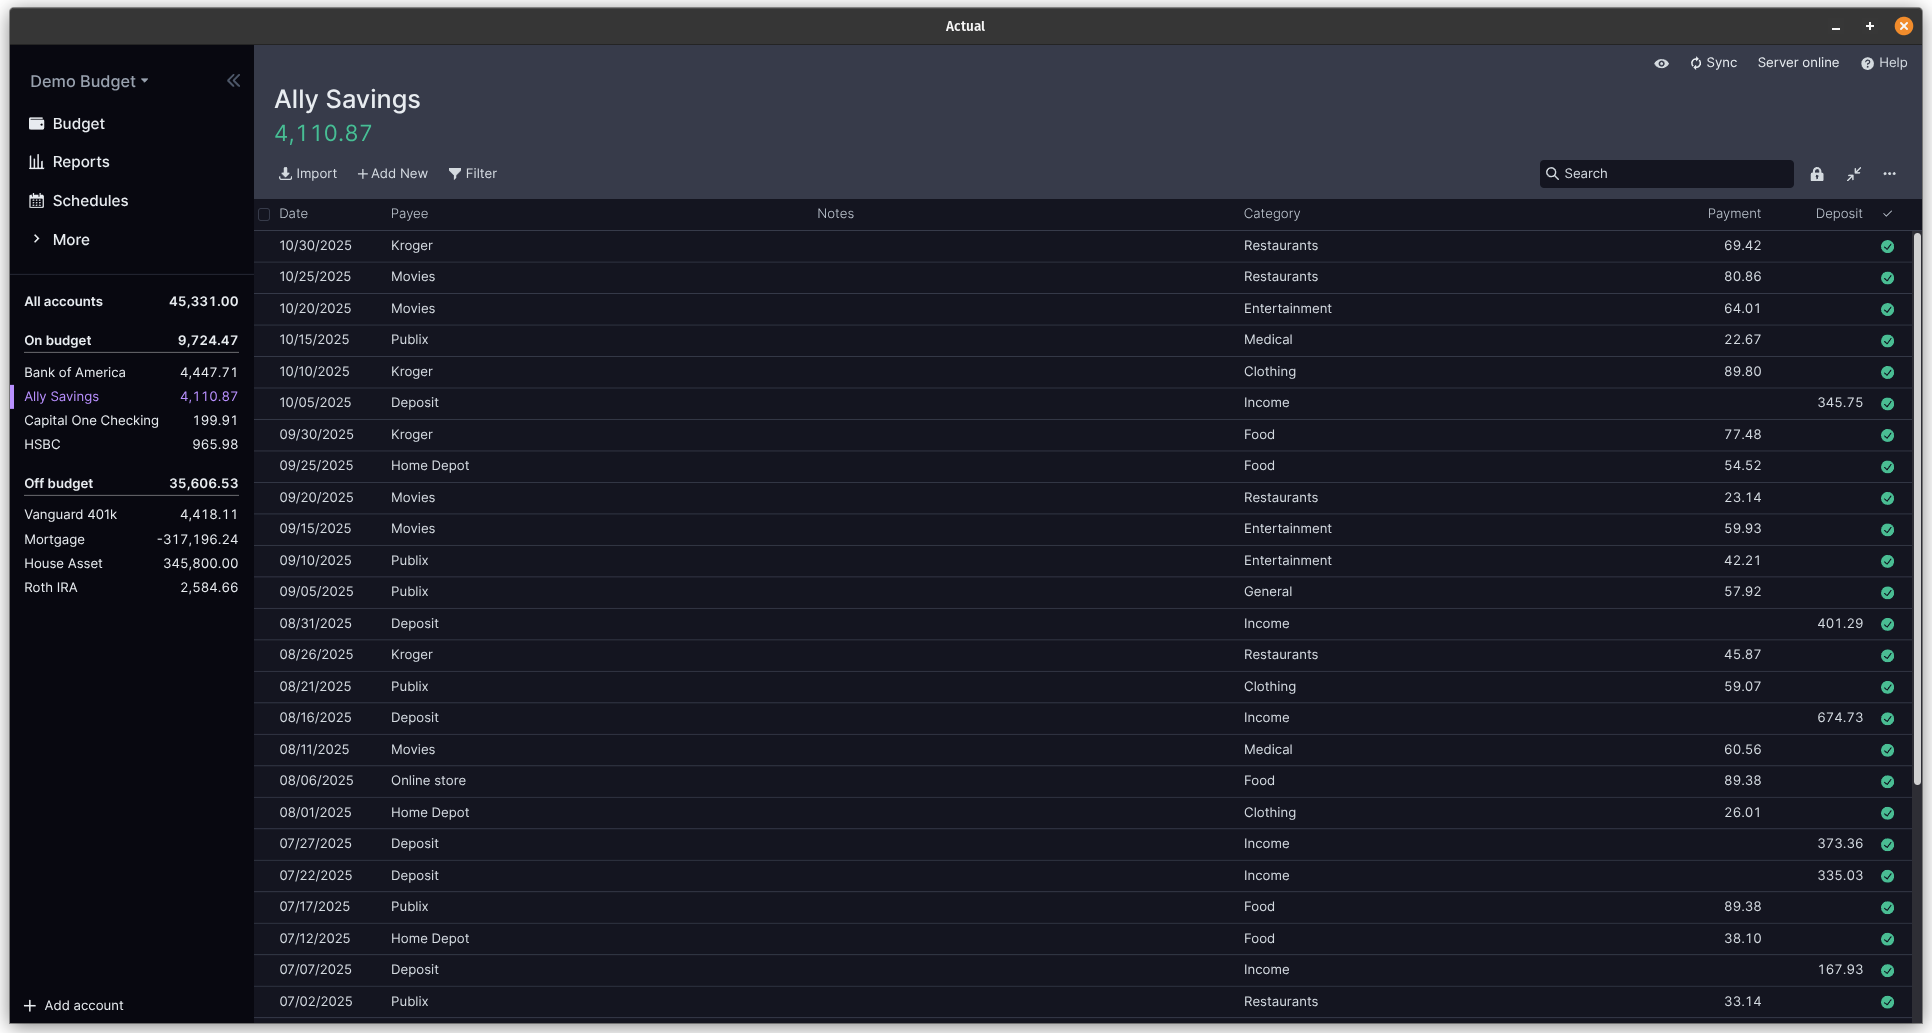 Actual
Demo Budget
Budget
Reports
Schedules
More
All accounts 45,331.00
On budget 9,724.47
Bank of America 4,447.71
Ally Savings 4,110.87
Capital One Checking 199.91
HSBC 965.98
Off budget 35,606.53
Vanguard 401k 4,418.11
Mortgage -317,196.24
House Asset 345,800.00
Roth IRA 2,584.66
Add account
Sync Server online Help
Ally Savings
4,110.87
Import Add New Filter Search
Date Payee Notes Category Payment Deposit
10/30/2025 Kroger Restaurants 69.42
10/25/2025 Movies Restaurants 80.86
10/20/2025 Movies Entertainment 64.01
10/15/2025 Publix Medical 22.67
10/10/2025 Kroger Clothing 89.80
10/05/2025 Deposit Income 345.75
09/30/2025 Kroger Food 77.48
09/25/2025 Home Depot Food 54.52
09/20/2025 Movies Restaurants 23.14
09/15/2025 Movies Entertainment 59.93
09/10/2025 Publix Entertainment 42.21
09/05/2025 Publix General 57.92
08/31/2025 Deposit Income 401.29
08/26/2025 Kroger Restaurants 45.87
08/21/2025 Publix Clothing 59.07
08/16/2025 Deposit Income 674.73
08/11/2025 Movies Medical 60.56
08/06/2025 Online store Food 89.38
08/01/2025 Home Depot Clothing 26.01
07/27/2025 Deposit Income 373.36
07/22/2025 Deposit Income 335.03
07/17/2025 Publix Food 89.38
07/12/2025 Home Depot Food 38.10
07/07/2025 Deposit Income 167.93
07/02/2025 Publix Restaurants 33.14